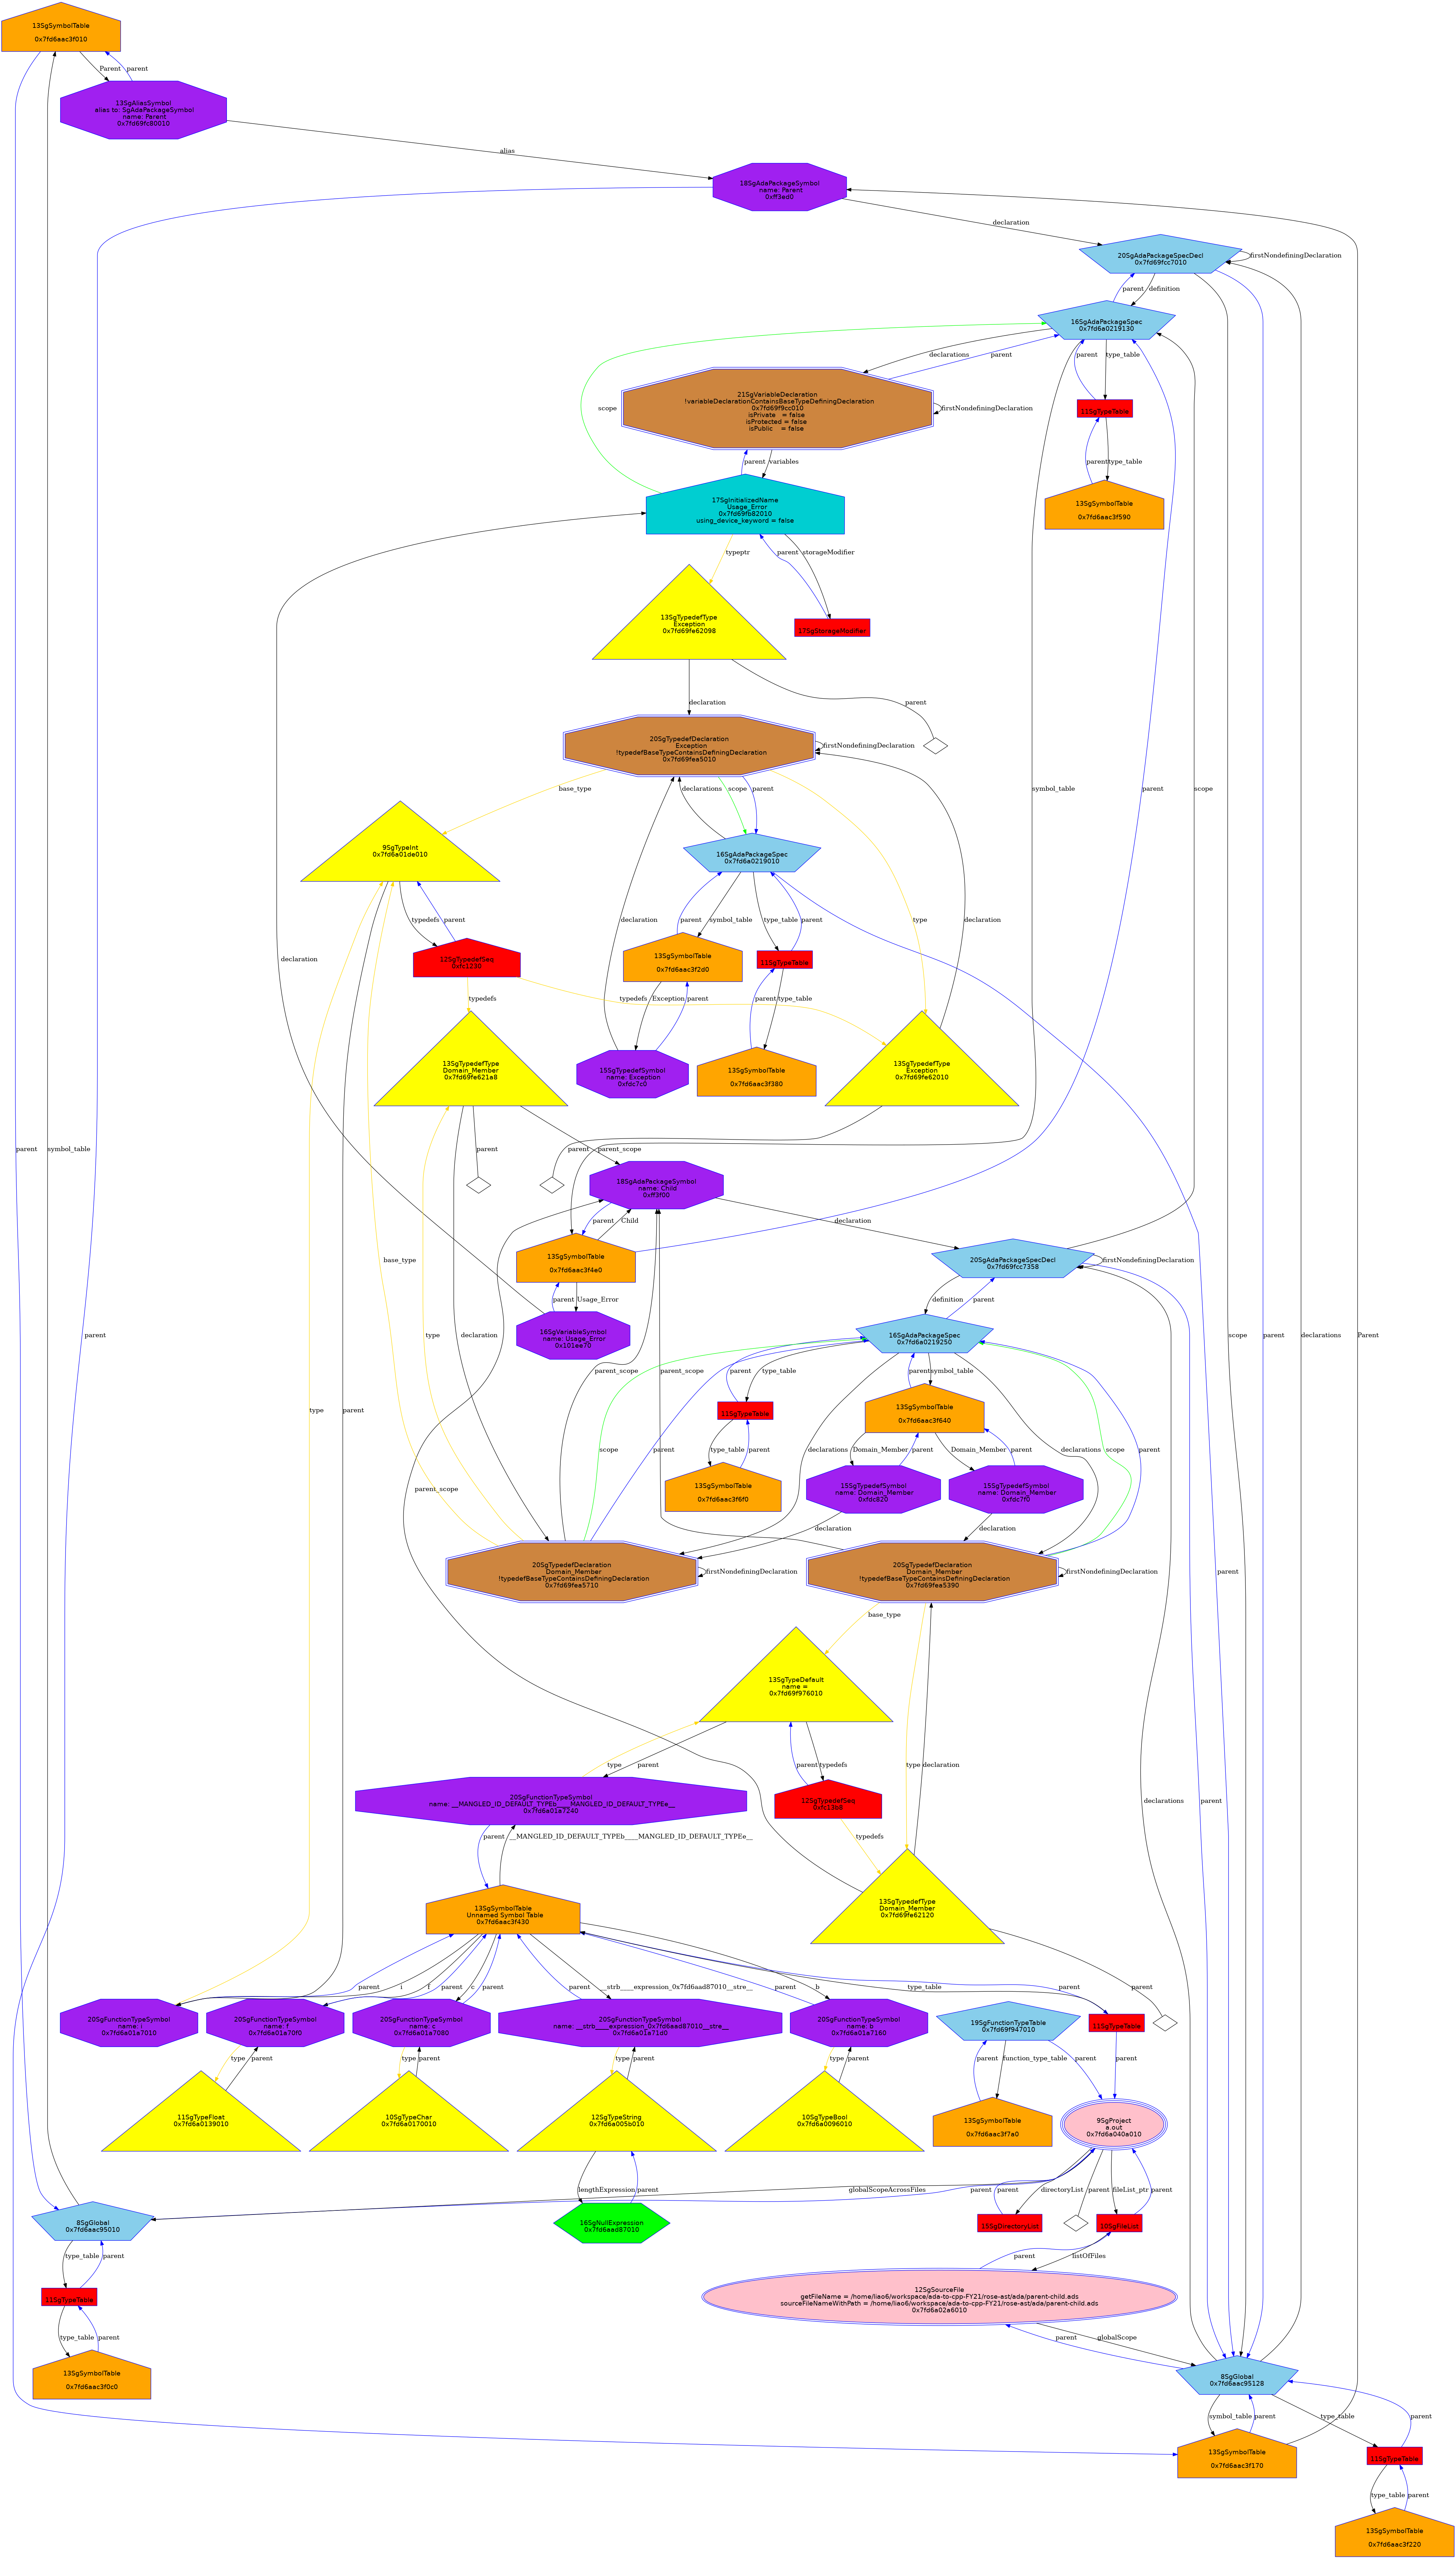 13SgSymbolTable
0x7fd6aac3f010
Parent
parent
13SgAliasSymbol
alias to: SgAdaPackageSymbol
name: Parent
0x7fd69fc80010
alias
18SgAdaPackageSymbol
name: Parent
0xff3ed0
declaration
20SgAdaPackageSpecDecl
0x7fd69fcc7010
firstNondefiningDeclaration
parent
definition
16SgAdaPackageSpec
0x7fd6a0219130
declarations
parent
parent
type_table
21SgVariableDeclaration
!variableDeclarationContainsBaseTypeDefiningDeclaration
0x7fd69f9cc010
isPrivate = false
isProtected = false
isPublic = false
firstNondefiningDeclaration
scope
11SgTypeTable
parent
variables
parent
type_table
17SgInitializedName
Usage_Error
0x7fd69f682010
using_device_keyword = false
13SgSymbolTable
0x7fd6aac3f590
typeptr
parent
storageModifier
13SgTypedefType
Exception
0x7fd69fe62098
17SgStorageModifier
declaration
parent
20SgTypedefDeclaration
Exception
!typedefBaseTypeContainsDefiningDeclaration
0x7fd69fea5010
firstNondefiningDeclaration
base_type
declarations
scope
parent
symbol_table
parent
scope
9SgTypeInt
0x7fd6a01de010
16SgAdaPackageSpec
0x7fd6a0219010
typedefs
parent
declaration
parent
symbol_table
type_table
parent
type
declaration
declaration
12SgTypedefSeq
0xfc1230
13SgSymbolTable
0x7fd6aac3f2d0
11SgTypeTable
typedefs
typedefs
Exception
parent
parent
type_table
13SgTypedefType
Domain_Member
0x7fd69fe621a8
15SgTypedefSymbol
name: Exception
0xfdc7c0
13SgSymbolTable
0x7fd6aac3f380
13SgTypedefType
Exception
0x7fd69fe62010
parent
symbol_table
parent
parent_scope
parent
18SgAdaPackageSymbol
name: Child
0xff3f00
parent
Child
declaration
13SgSymbolTable
0x7fd6aac3f4e0
20SgAdaPackageSpecDecl
0x7fd69fcc7358
firstNondefiningDeclaration
base_type
parent
Usage_Error
definition
parent
16SgVariableSymbol
name: Usage_Error
0x101ee70
16SgAdaPackageSpec
0x7fd6a0219250
parent
type
declaration
scope
parent
declarations
Parent
parent_scope
parent_scope
parent
type_table
parent
symbol_table
type
parent
11SgTypeTable
13SgSymbolTable
0x7fd6aac3f640
scope
parent
type_table
parent
declarations
Domain_Member
parent
Domain_Member
parent
declarations
scope
parent
13SgSymbolTable
0x7fd6aac3f6f0
15SgTypedefSymbol
name: Domain_Member
0xfdc820
15SgTypedefSymbol
name: Domain_Member
0xfdc7f0
parent_scope
declaration
declaration
20SgTypedefDeclaration
Domain_Member
!typedefBaseTypeContainsDefiningDeclaration
0x7fd69fea5710
firstNondefiningDeclaration
20SgTypedefDeclaration
Domain_Member
!typedefBaseTypeContainsDefiningDeclaration
0x7fd69fea5390
firstNondefiningDeclaration
parent
base_type
13SgTypeDefault
name =
0x7fd69f976010
type
parent
parent
typedefs
type
declaration
20SgFunctionTypeSymbol
name: __MANGLED_ID_DEFAULT_TYPEb____MANGLED_ID_DEFAULT_TYPEe__
0x7fd6a01a7240
12SgTypedefSeq
0xfc13b8
declarations
parent
parent
__MANGLED_ID_DEFAULT_TYPEb____MANGLED_ID_DEFAULT_TYPEe__
typedefs
13SgSymbolTable
Unnamed Symbol Table
0x7fd6aac3f430
13SgTypedefType
Domain_Member
0x7fd69fe62120
parent
i
f
parent
c
parent
parent
__strb____expression_0x7fd6aad87010__stre__
parent
b
type_table
parent
parent
20SgFunctionTypeSymbol
name: i
0x7fd6a01a7010
20SgFunctionTypeSymbol
name: f
0x7fd6a01a70f0
20SgFunctionTypeSymbol
name: c
0x7fd6a01a7080
20SgFunctionTypeSymbol
name: __strb____expression_0x7fd6aad87010__stre__
0x7fd6a01a71d0
20SgFunctionTypeSymbol
name: b
0x7fd6a01a7160
19SgFunctionTypeTable
0x7fd69f947010
11SgTypeTable
type
parent
type
parent
type
parent
type
parent
parent
function_type_table
parent
parent
11SgTypeFloat
0x7fd6a0139010
10SgTypeChar
0x7fd6a0170010
12SgTypeString
0x7fd6a005b010
10SgTypeBool
0x7fd6a0096010
13SgSymbolTable
0x7fd6aac3f7a0
9SgProject
a.out
0x7fd6a040a010
lengthExpression
parent
globalScopeAcrossFiles
parent
directoryList
parent
parent
fileList_ptr
parent
8SgGlobal
0x7fd6aac95010
16SgNullExpression
0x7fd6aad87010
15SgDirectoryList
10SgFileList
type_table
parent
parent
listOfFiles
11SgTypeTable
12SgSourceFile
getFileName = /home/liao6/workspace/ada-to-cpp-FY21/rose-ast/ada/parent-child.ads
sourceFileNameWithPath = /home/liao6/workspace/ada-to-cpp-FY21/rose-ast/ada/parent-child.ads
0x7fd6a02a6010
type_table
parent
parent
globalScope
13SgSymbolTable
0x7fd6aac3f0c0
8SgGlobal
0x7fd6aac95128
symbol_table
parent
type_table
parent
13SgSymbolTable
0x7fd6aac3f170
11SgTypeTable
type_table
parent
13SgSymbolTable
0x7fd6aac3f220